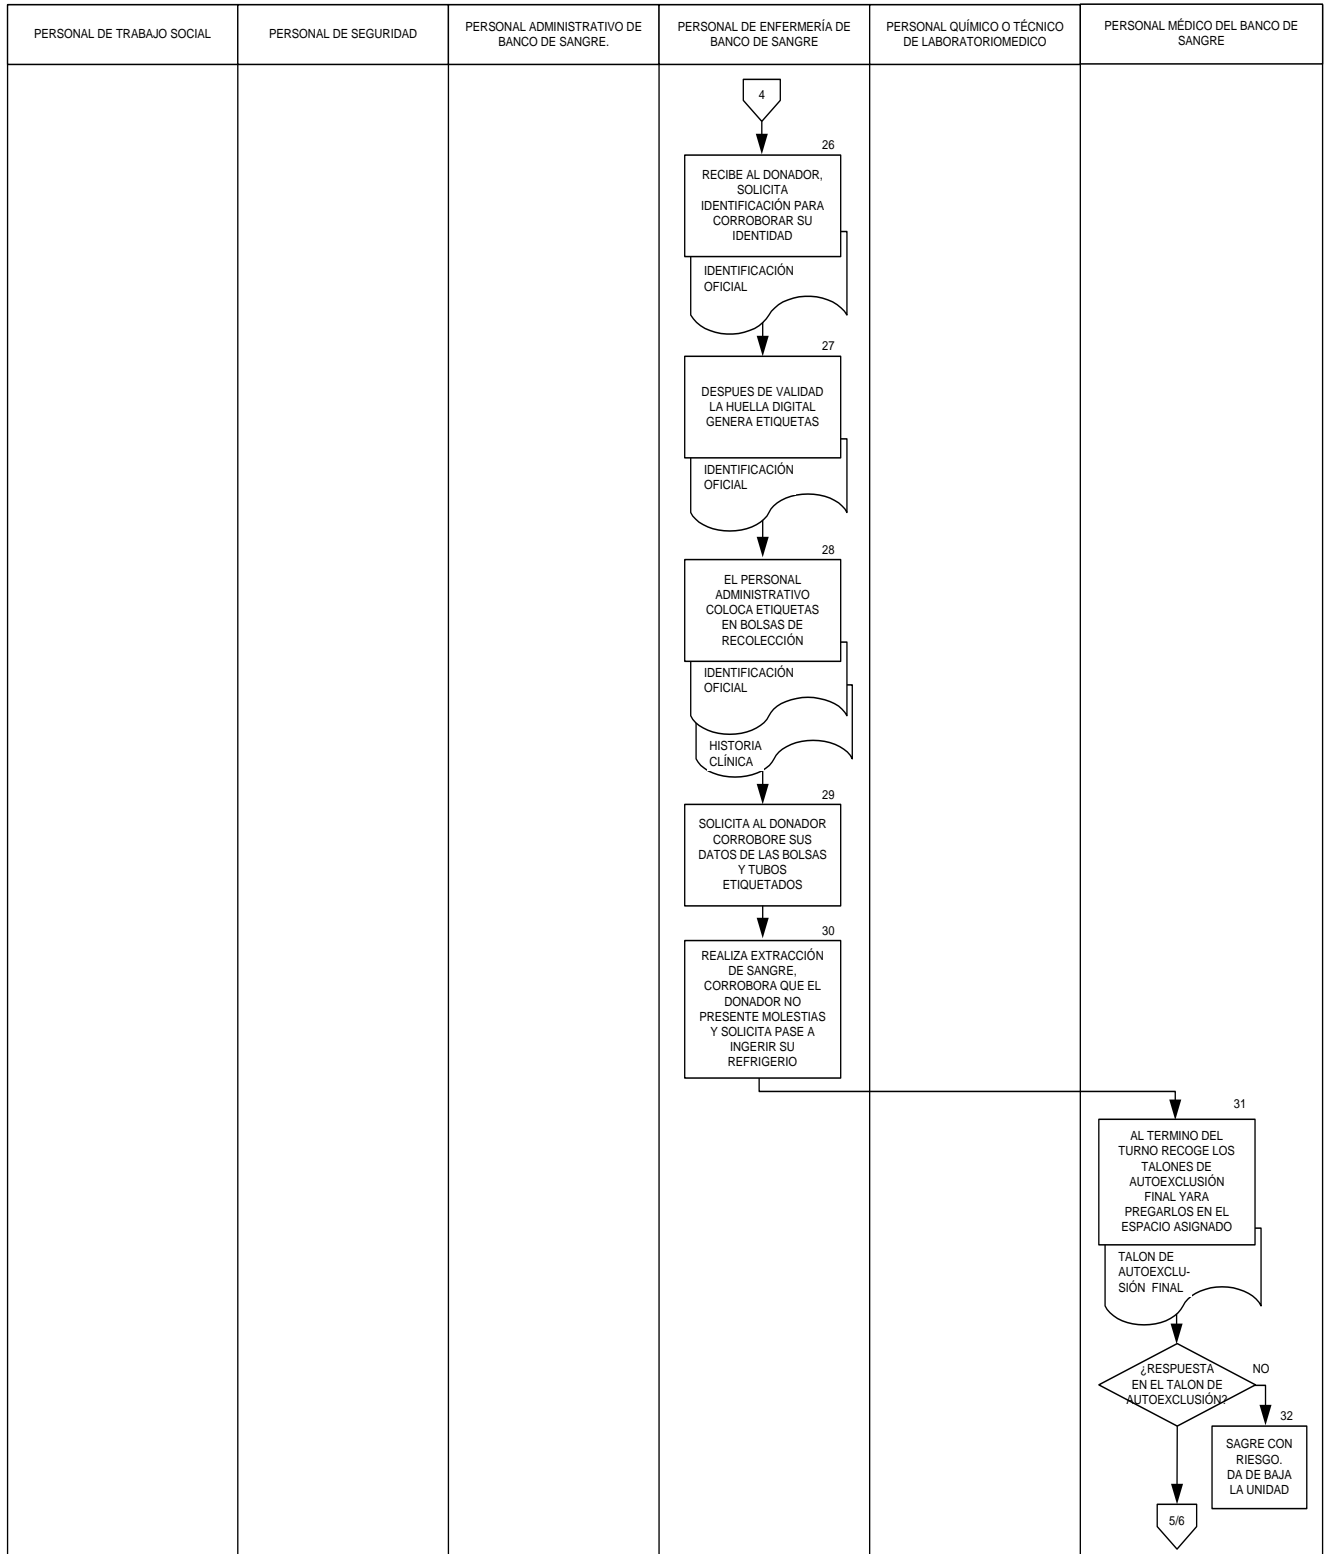 PERSONAL DE TRABAJO SOCIAL
PERSONAL DE SEGURIDAD
PERSONAL ADMINISTRATIVO DE
BANCO DE SANGRE.
PERSONAL DE ENFERMERÍA DE
BANCO DE SANGRE
PERSONAL QUÍMICO O TÉCNICO
DE LABORATORIOMEDICO
PERSONAL MÉDICO DEL BANCO DE
SANGRE
4
26
RECIBE AL DONADOR,
SOLICITA
IDENTIFICACIÓN PARA
CORROBORAR SU
IDENTIDAD
IDENTIFICACIÓN
OFICIAL
27
DESPUES DE VALIDAD
LA HUELLA DIGITAL
GENERA ETIQUETAS
IDENTIFICACIÓN
OFICIAL
28
EL PERSONAL
ADMINISTRATIVO
COLOCA ETIQUETAS
EN BOLSAS DE
RECOLECCIÓN
IDENTIFICACIÓN
OFICIAL
HISTORIA
CLÍNICA
29
SOLICITA AL DONADOR
CORROBORE SUS
DATOS DE LAS BOLSAS
Y TUBOS
ETIQUETADOS
30
REALIZA EXTRACCIÓN
DE SANGRE,
CORROBORA QUE EL
DONADOR NO
PRESENTE MOLESTIAS
Y SOLICITA PASE A
INGERIR SU
REFRIGERIO
31
AL TERMINO DEL
TURNO RECOGE LOS
TALONES DE
AUTOEXCLUSIÓN
FINAL YARA
PREGARLOS EN EL
ESPACIO ASIGNADO
TALON DE
AUTOEXCLU-
SIÓN FINAL
¿RESPUESTA
EN EL TALON DE
AUTOEXCLUSIÓN?
NO
32
SAGRE CON
RIESGO.
DA DE BAJA
LA UNIDAD
5/6